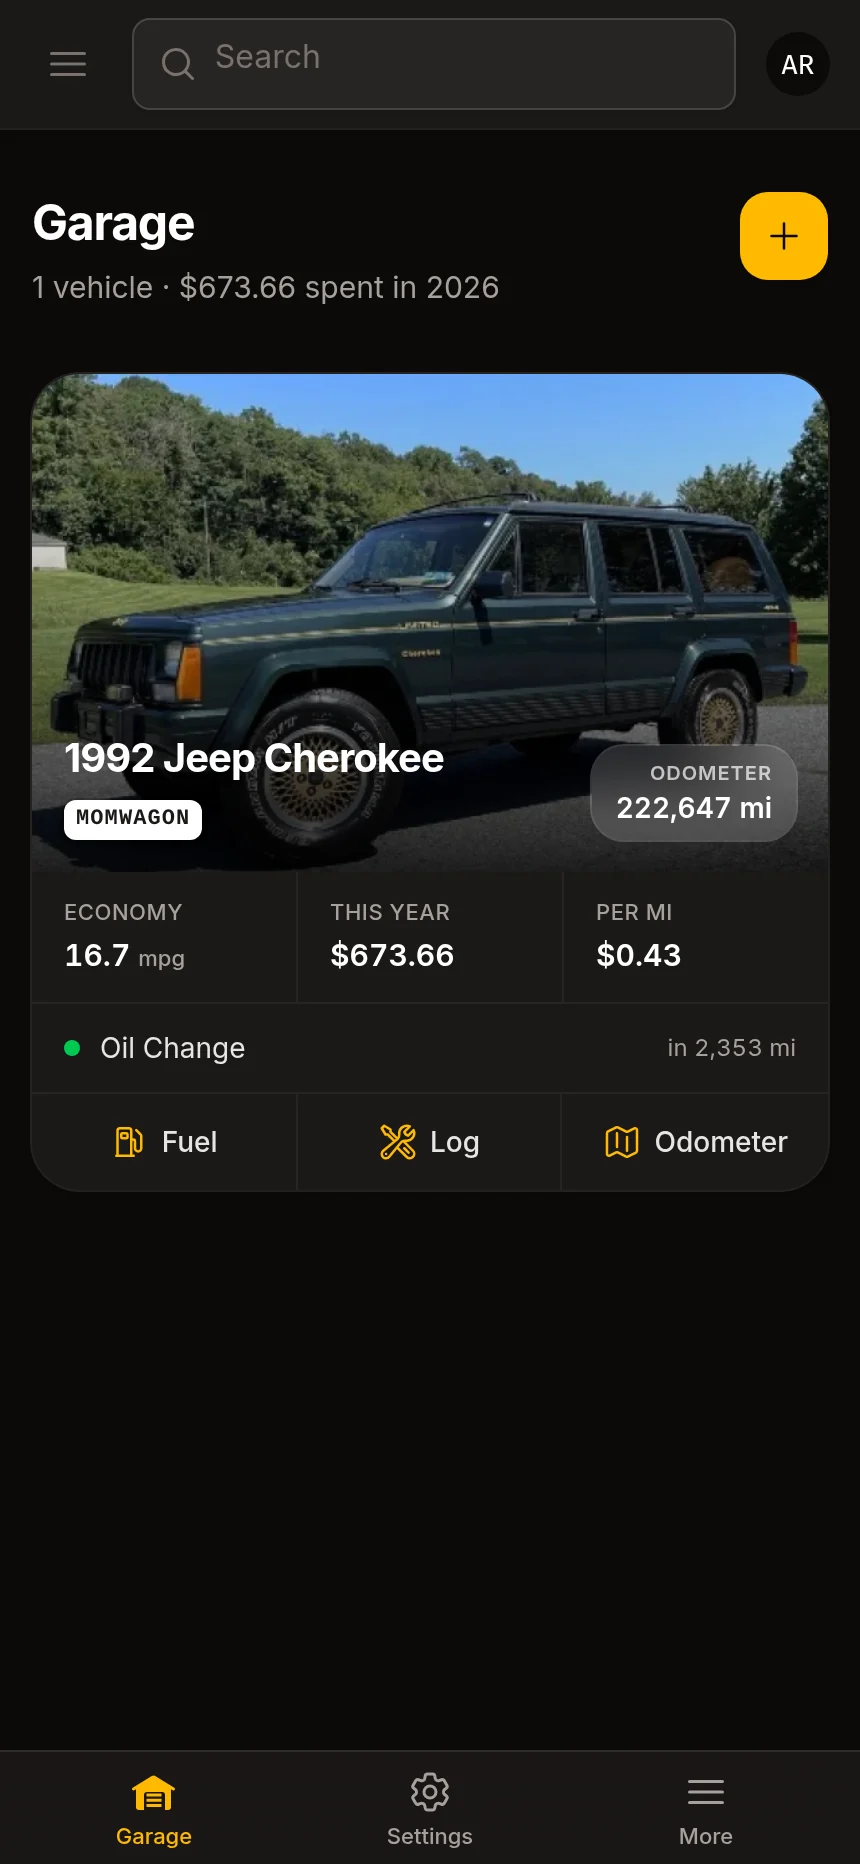 Search
AR
Garage
1 vehicle · $673.66 spent in 2026
LIMITED
Cherokee
1992 Jeep Cherokee
MOMWAGON
ODOMETER
222,647 mi
ECONOMY
THIS YEAR
PER MI
16.7 mpg
$673.66
$0.43
Oil Change
in 2,353 mi
Fuel
Log
Odometer
Garage
Settings
More